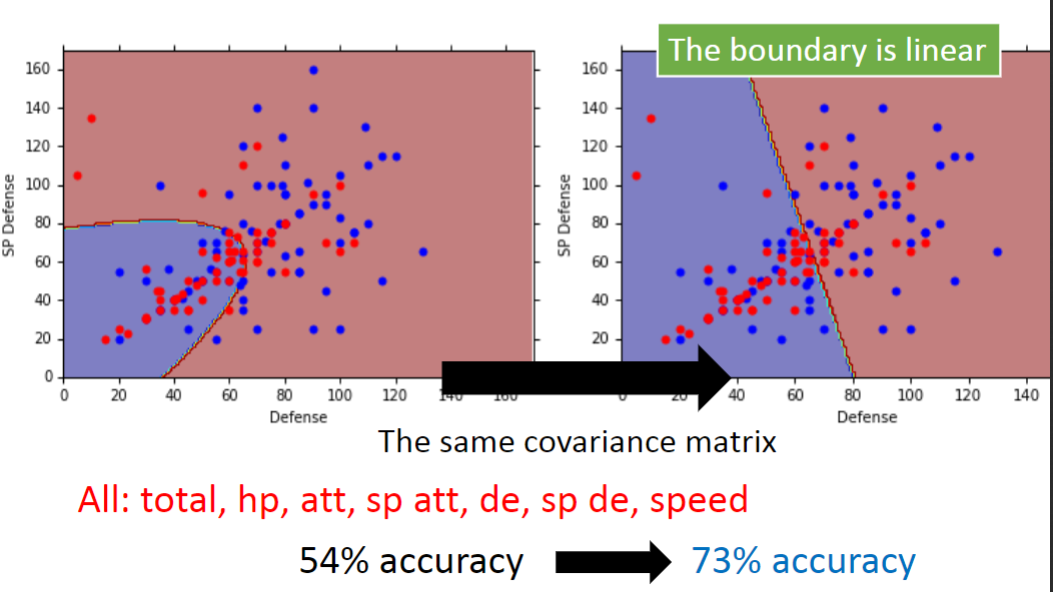 The boundary is linear
160
140
120
100
80
60
40
20
0
SP Defense
0 20 40 60 80 100 120 140 160
Defense
160
140
120
100
80
60
40
20
0
SP Defense
0 20 40 60 80 100 120 140
Defense
The same covariance matrix
All: total, hp, att, sp att, de, sp de, speed
54% accuracy 73% accuracy